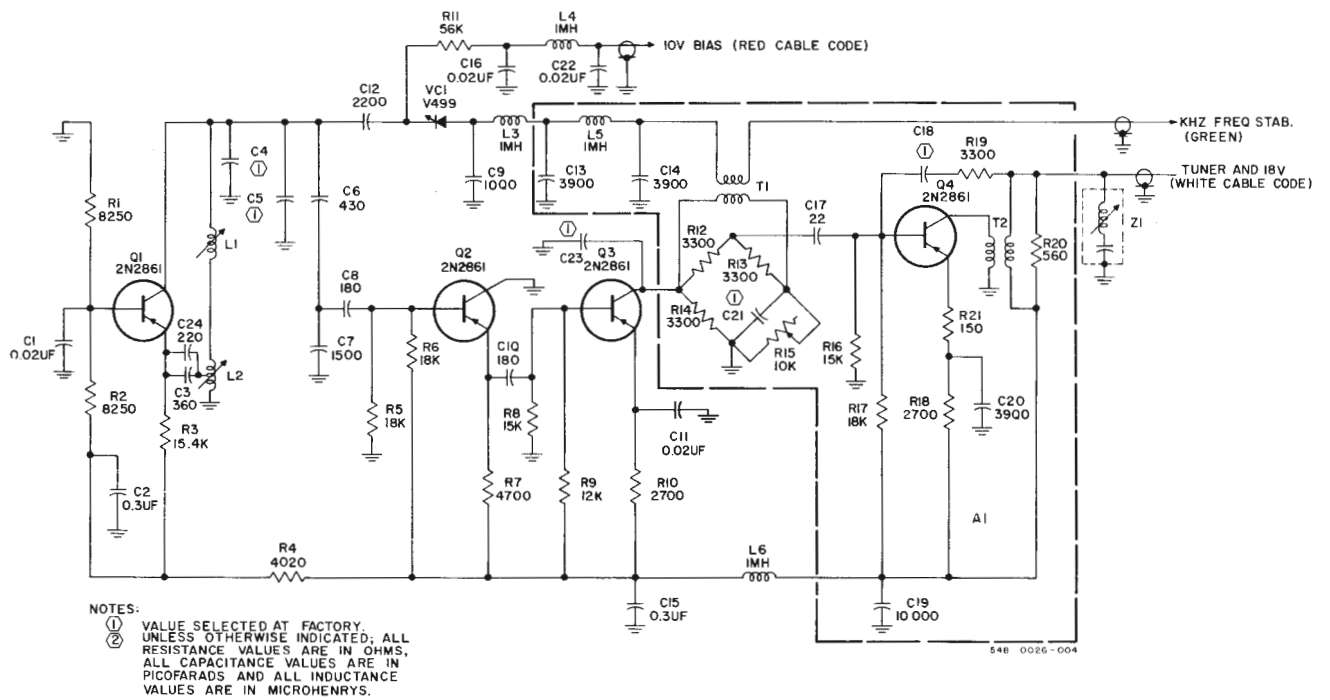 R11
56K
L4
1MH
10V BIAS (RED CABLE CODE)
C16
0.02UF
C22
0.02UF
C12
2200
VC1
V499
L3
1MH
L5
1MH
KHZ FREQ STAB.
(GREEN)
C18
1
R19
3300
TUNER AND 18V
(WHITE CABLE CODE)
C4
1
C5
1
C6
430
C9
1000
C13
3900
C14
3900
T1
Q4
2N2861
R1
8250
L1
C17
22
T2
R20
560
Z1
1
C23
R12
3300
R13
3300
Q1
2N2861
Q2
2N2861
Q3
2N2861
C8
180
1
C21
R14
3300
R21
150
C1
0.02UF
C24
220
C7
1500
R6
18K
C10
180
R15
10K
R16
15K
L2
C3
360
R2
8250
R3
15.4K
R5
18K
R8
15K
C11
0.02UF
R17
18K
R18
2700
C20
3900
C2
0.3UF
R7
4700
R9
12K
R10
2700
A1
R4
4020
L6
1MH
C15
0.3UF
C19
10000
NOTES:
1 VALUE SELECTED AT FACTORY.
2 UNLESS OTHERWISE INDICATED; ALL
RESISTANCE VALUES ARE IN OHMS,
ALL CAPACITANCE VALUES ARE IN
PICOFARADS AND ALL INDUCTANCE
VALUES ARE IN MICROHENRYS.
548 0026-004